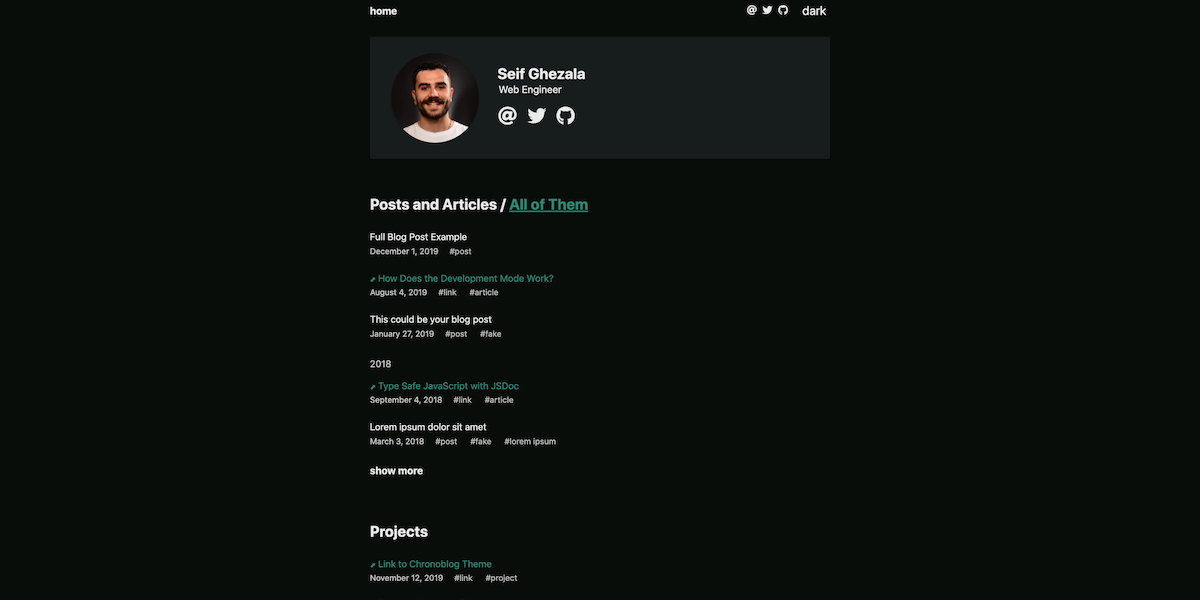 home @ dark
Seif Ghezala
Web Engineer
@
Posts and Articles / All of Them
Full Blog Post Example
December 1, 2019 #post
How Does the Development Mode Work?
August 4, 2019 #link #article
This could be your blog post
January 27, 2019 #post #fake
2018
Type Safe JavaScript with JSDoc
September 4, 2018 #link #article
Lorem ipsum dolor sit amet
March 3, 2018 #post #fake #lorem ipsum
show more
Projects
Link to Chronoblog Theme
November 12, 2019 #link #project